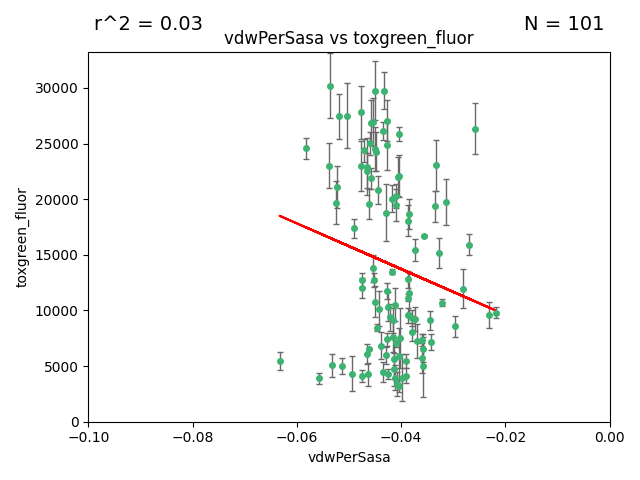 r^2 = 0.03
N = 101
vdwPerSasa vs toxgreen_fluor
30000
25000
20000
15000
10000
5000
0
toxgreen_fluor
−0.10
−0.08
−0.06
−0.04
−0.02
0.00
vdwPerSasa